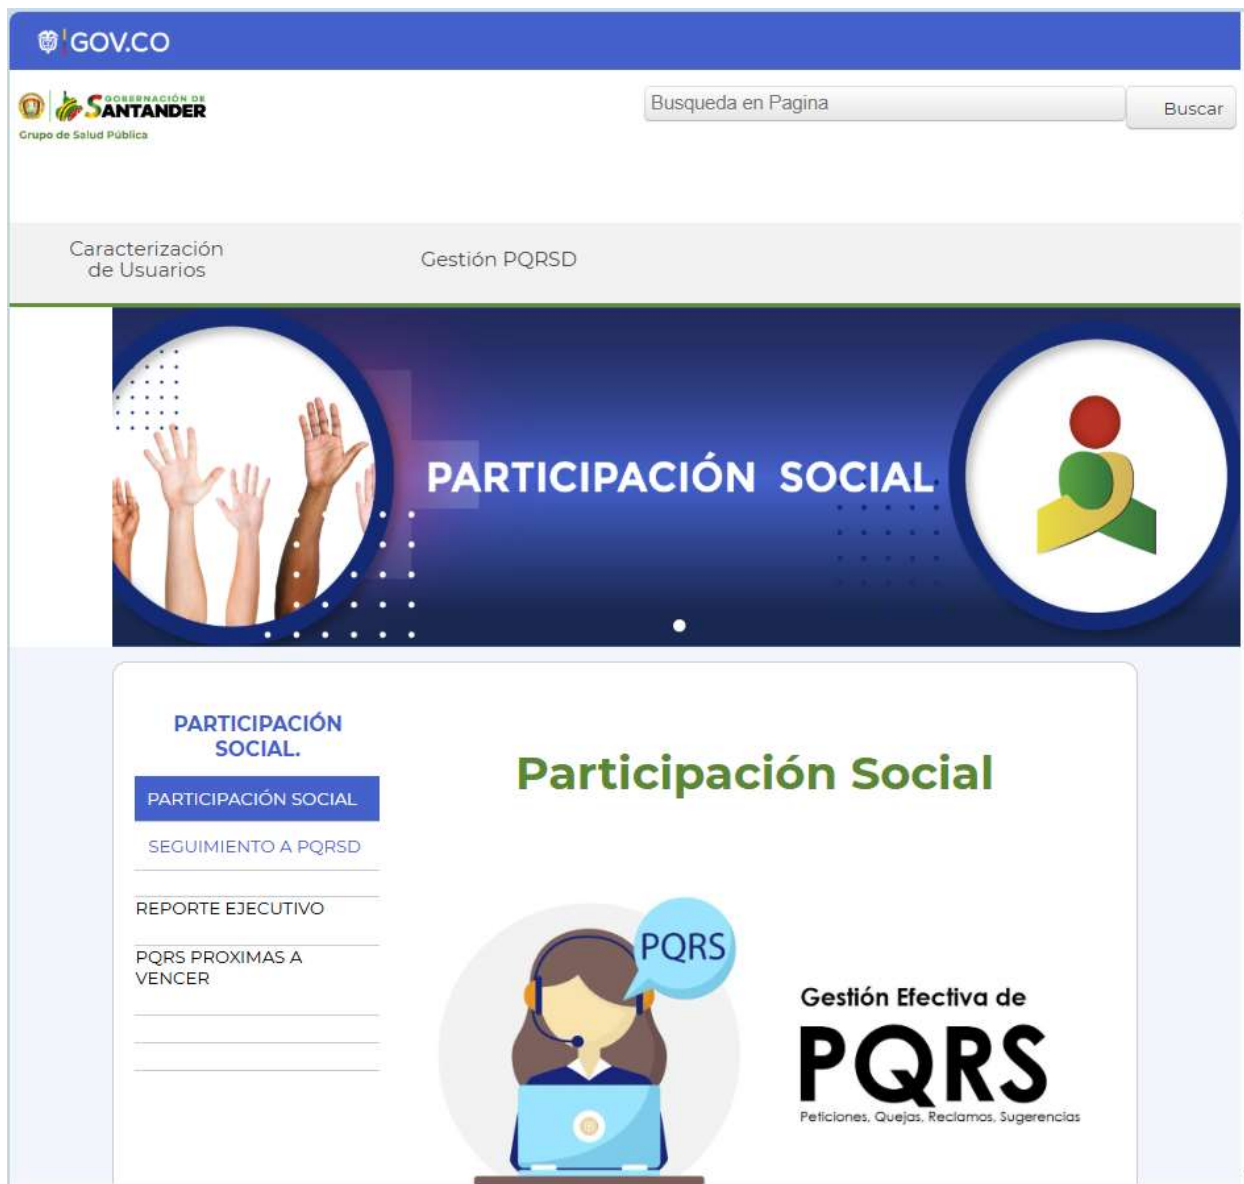 GOV.CO
GOBERNACIÓN DE
SANTANDER
Grupo de Salud Pública
Busqueda en Pagina
Buscar
Caracterización
de Usuarios
Gestión PQRSD
PARTICIPACIÓN SOCIAL
PARTICIPACIÓN
SOCIAL.
PARTICIPACIÓN SOCIAL
SEGUIMIENTO A PQRSD
REPORTE EJECUTIVO
PQRS PROXIMAS A
VENCER
Participación Social
PQRS
Gestión Efectiva de
PQRS
Peticiones, Quejas, Reclamos, Sugerencias